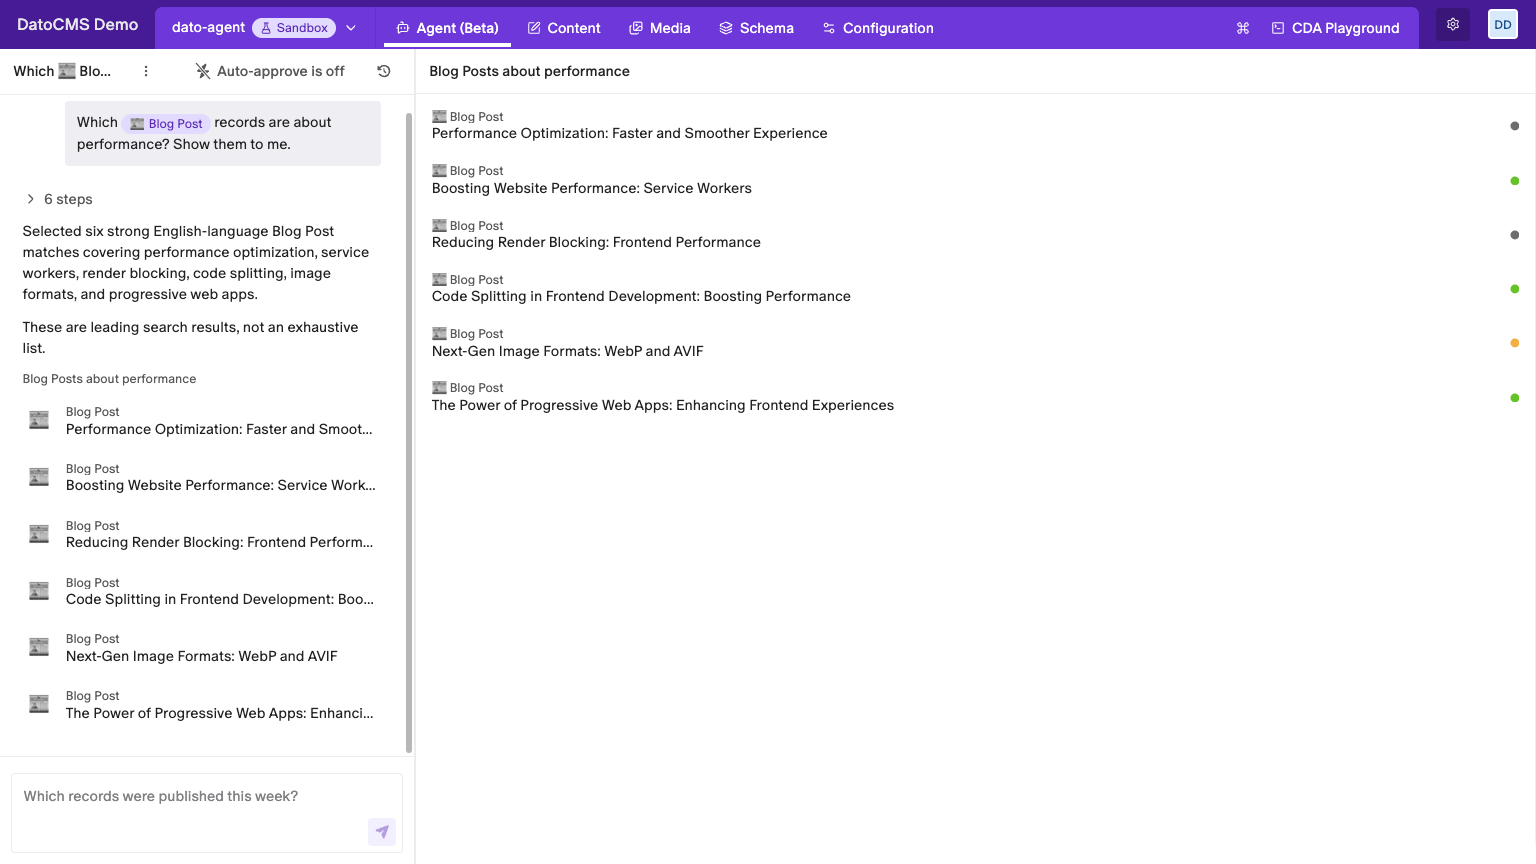 DatoCMS Demo
dato-agent Sandbox
Agent (Beta)
Content
Media
Schema
Configuration
CDA Playground
DD
Which Blo...
Auto-approve is off
Blog Posts about performance
Which Blog Post records are about
performance? Show them to me.
6 steps
Selected six strong English-language Blog Post
matches covering performance optimization, service
workers, render blocking, code splitting, image
formats, and progressive web apps.
These are leading search results, not an exhaustive
list.
Blog Posts about performance
Blog Post
Performance Optimization: Faster and Smoot...
Blog Post
Boosting Website Performance: Service Work...
Blog Post
Reducing Render Blocking: Frontend Perform...
Blog Post
Code Splitting in Frontend Development: Boo...
Blog Post
Next-Gen Image Formats: WebP and AVIF
Blog Post
The Power of Progressive Web Apps: Enhanci...
Which records were published this week?
Blog Post
Performance Optimization: Faster and Smoother Experience
Blog Post
Boosting Website Performance: Service Workers
Blog Post
Reducing Render Blocking: Frontend Performance
Blog Post
Code Splitting in Frontend Development: Boosting Performance
Blog Post
Next-Gen Image Formats: WebP and AVIF
Blog Post
The Power of Progressive Web Apps: Enhancing Frontend Experiences